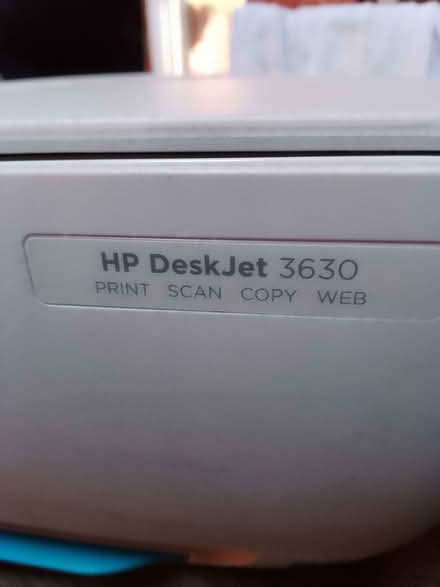 HP DeskJet 3630
PRINT SCAN COPY WEB